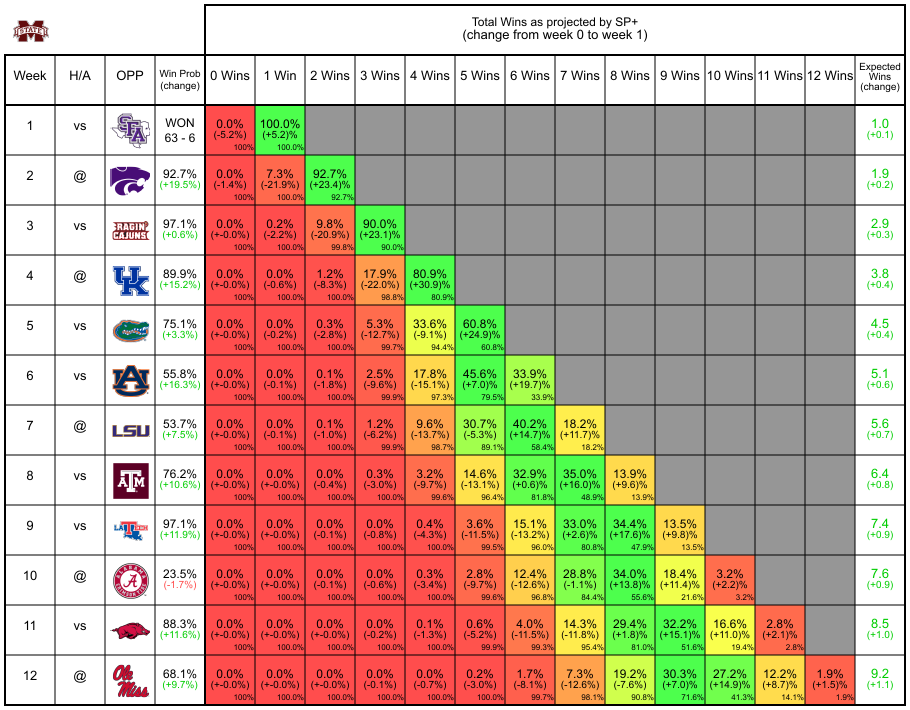 STATE
Total Wins as projected by SP+
(change from week 0 to week 1)
Week H/A OPP Win Prob (change) 0 Wins 1 Win 2 Wins 3 Wins 4 Wins 5 Wins 6 Wins 7 Wins 8 Wins 9 Wins 10 Wins 11 Wins 12 Wins Expected Wins (change)
1 vs SFA WON 0.0% 100.0% 1.0
63 - 6 (-5.2%) (+5.2)% (+0.1)
100% 100.0%
2 @ 92.7% 0.0% 7.3% 92.7% 1.9
(+19.5%) (-1.4%) (-21.9%) (+23.4)% (+0.2)
100% 100.0% 92.7%
3 vs RAGIN' CAJUNS 97.1% 0.0% 0.2% 9.8% 90.0% 2.9
(+0.6%) (+-0.0%) (-2.2%) (-20.9%) (+23.1)% (+0.3)
100% 100.0% 99.8% 90.0%
4 @ UK 89.9% 0.0% 0.0% 1.2% 17.9% 80.9% 3.8
(+15.2%) (+-0.0%) (-0.6%) (-8.3%) (-22.0%) (+30.9)% (+0.4)
100% 100.0% 100.0% 98.8% 80.9%
5 vs 75.1% 0.0% 0.0% 0.3% 5.3% 33.6% 60.8% 4.5
(+3.3%) (+-0.0%) (-0.2%) (-2.8%) (-12.7%) (-9.1%) (+24.9)% (+0.4)
100% 100.0% 100.0% 99.7% 94.4% 60.8%
6 vs AU 55.8% 0.0% 0.0% 0.1% 2.5% 17.8% 45.6% 33.9% 5.1
(+16.3%) (+-0.0%) (-0.1%) (-1.8%) (-9.6%) (-15.1%) (+7.0)% (+19.7)% (+0.6)
100% 100.0% 100.0% 99.9% 97.3% 79.5% 33.9%
7 @ LSU 53.7% 0.0% 0.0% 0.1% 1.2% 9.6% 30.7% 40.2% 18.2% 5.6
(+7.5%) (+-0.0%) (-0.1%) (-1.0%) (-6.2%) (-13.7%) (-5.3%) (+14.7)% (+11.7)% (+0.7)
100% 100.0% 100.0% 99.9% 98.7% 89.1% 58.4% 18.2%
8 vs ATM 76.2% 0.0% 0.0% 0.0% 0.3% 3.2% 14.6% 32.9% 35.0% 13.9% 6.4
(+10.6%) (+-0.0%) (+-0.0%) (-0.4%) (-3.0%) (-9.7%) (-13.1%) (+0.6)% (+16.0)% (+9.6)% (+0.8)
100% 100.0% 100.0% 100.0% 99.6% 96.4% 81.8% 48.9% 13.9%
9 vs LA TECH 97.1% 0.0% 0.0% 0.0% 0.0% 0.4% 3.6% 15.1% 33.0% 34.4% 13.5% 7.4
(+11.9%) (+-0.0%) (+-0.0%) (-0.1%) (-0.8%) (-4.3%) (-11.5%) (-13.2%) (+2.6)% (+17.6)% (+9.8)% (+0.9)
100% 100.0% 100.0% 100.0% 100.0% 99.5% 96.0% 80.8% 47.9% 13.5%
10 @ A 23.5% 0.0% 0.0% 0.0% 0.0% 0.3% 2.8% 12.4% 28.8% 34.0% 18.4% 3.2% 7.6
(-1.7%) (+-0.0%) (+-0.0%) (-0.1%) (-0.6%) (-3.4%) (-9.7%) (-12.6%) (-1.1%) (+13.8)% (+11.4)% (+2.2)% (+0.9)
100% 100.0% 100.0% 100.0% 100.0% 99.6% 96.8% 84.4% 55.6% 21.6% 3.2%
11 vs 88.3% 0.0% 0.0% 0.0% 0.0% 0.1% 0.6% 4.0% 14.3% 29.4% 32.2% 16.6% 2.8% 8.5
(+11.6%) (+-0.0%) (+-0.0%) (+-0.0%) (-0.2%) (-1.3%) (-5.2%) (-11.5%) (-11.8%) (+1.8)% (+15.1)% (+11.0)% (+2.1)% (+1.0)
100% 100.0% 100.0% 100.0% 100.0% 99.9% 99.3% 95.4% 81.0% 51.6% 19.4% 2.8%
12 @ Ole Miss 68.1% 0.0% 0.0% 0.0% 0.0% 0.0% 0.2% 1.7% 7.3% 19.2% 30.3% 27.2% 12.2% 1.9% 9.2
(+9.7%) (+-0.0%) (+-0.0%) (+-0.0%) (-0.1%) (-0.7%) (-3.0%) (-8.1%) (-12.6%) (-7.6%) (+7.0)% (+14.9)% (+8.7)% (+1.5)% (+1.1)
100% 100.0% 100.0% 100.0% 100.0% 100.0% 99.7% 98.1% 90.8% 71.6% 41.3% 14.1% 1.9%